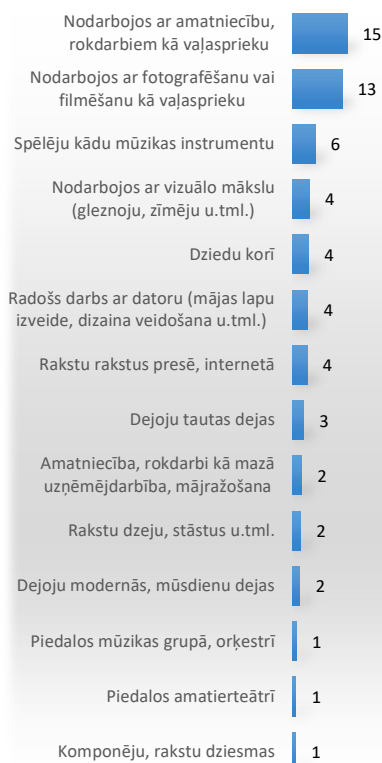 Nodarbojos ar amatniecību,
rokdarbiem kā vaļasprieku
15
Nodarbojos ar fotografēšanu vai
filmēšanu kā vaļasprieku
13
Spēlēju kādu mūzikas instrumentu
6
Nodarbojos ar vizuālo mākslu
(gleznoju, zīmēju u.tml.)
4
Dziedu korī
4
Radošs darbs ar datoru (mājas lapu
izveide, dizaina veidošana u.tml.)
4
Rakstu rakstus presē, internetā
4
Dejoju tautas dejas
3
Amatniecība, rokdarbi kā mazā
uzņēmējdarbība, mājražošana
2
Rakstu dzeju, stāstus u.tml.
2
Dejoju modernās, mūsdienu dejas
2
Piedalos mūzikas grupā, orķestrī
1
Piedalos amatierteātrī
1
Komponēju, rakstu dziesmas
1